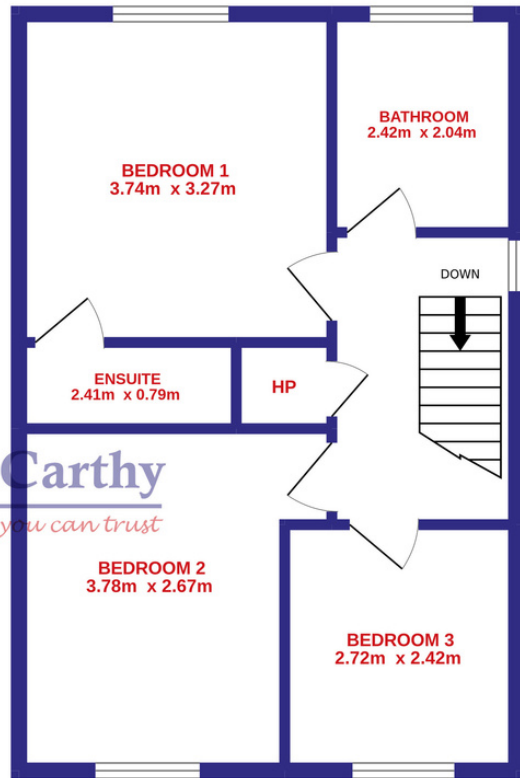 BATHROOM
2.42m x 2.04m
BEDROOM 1
3.74m x 3.27m
DOWN
ENSUITE
2.41m x 0.79m
HP
Carthy
you can trust
BEDROOM 2
3.78m x 2.67m
BEDROOM 3
2.72m x 2.42m